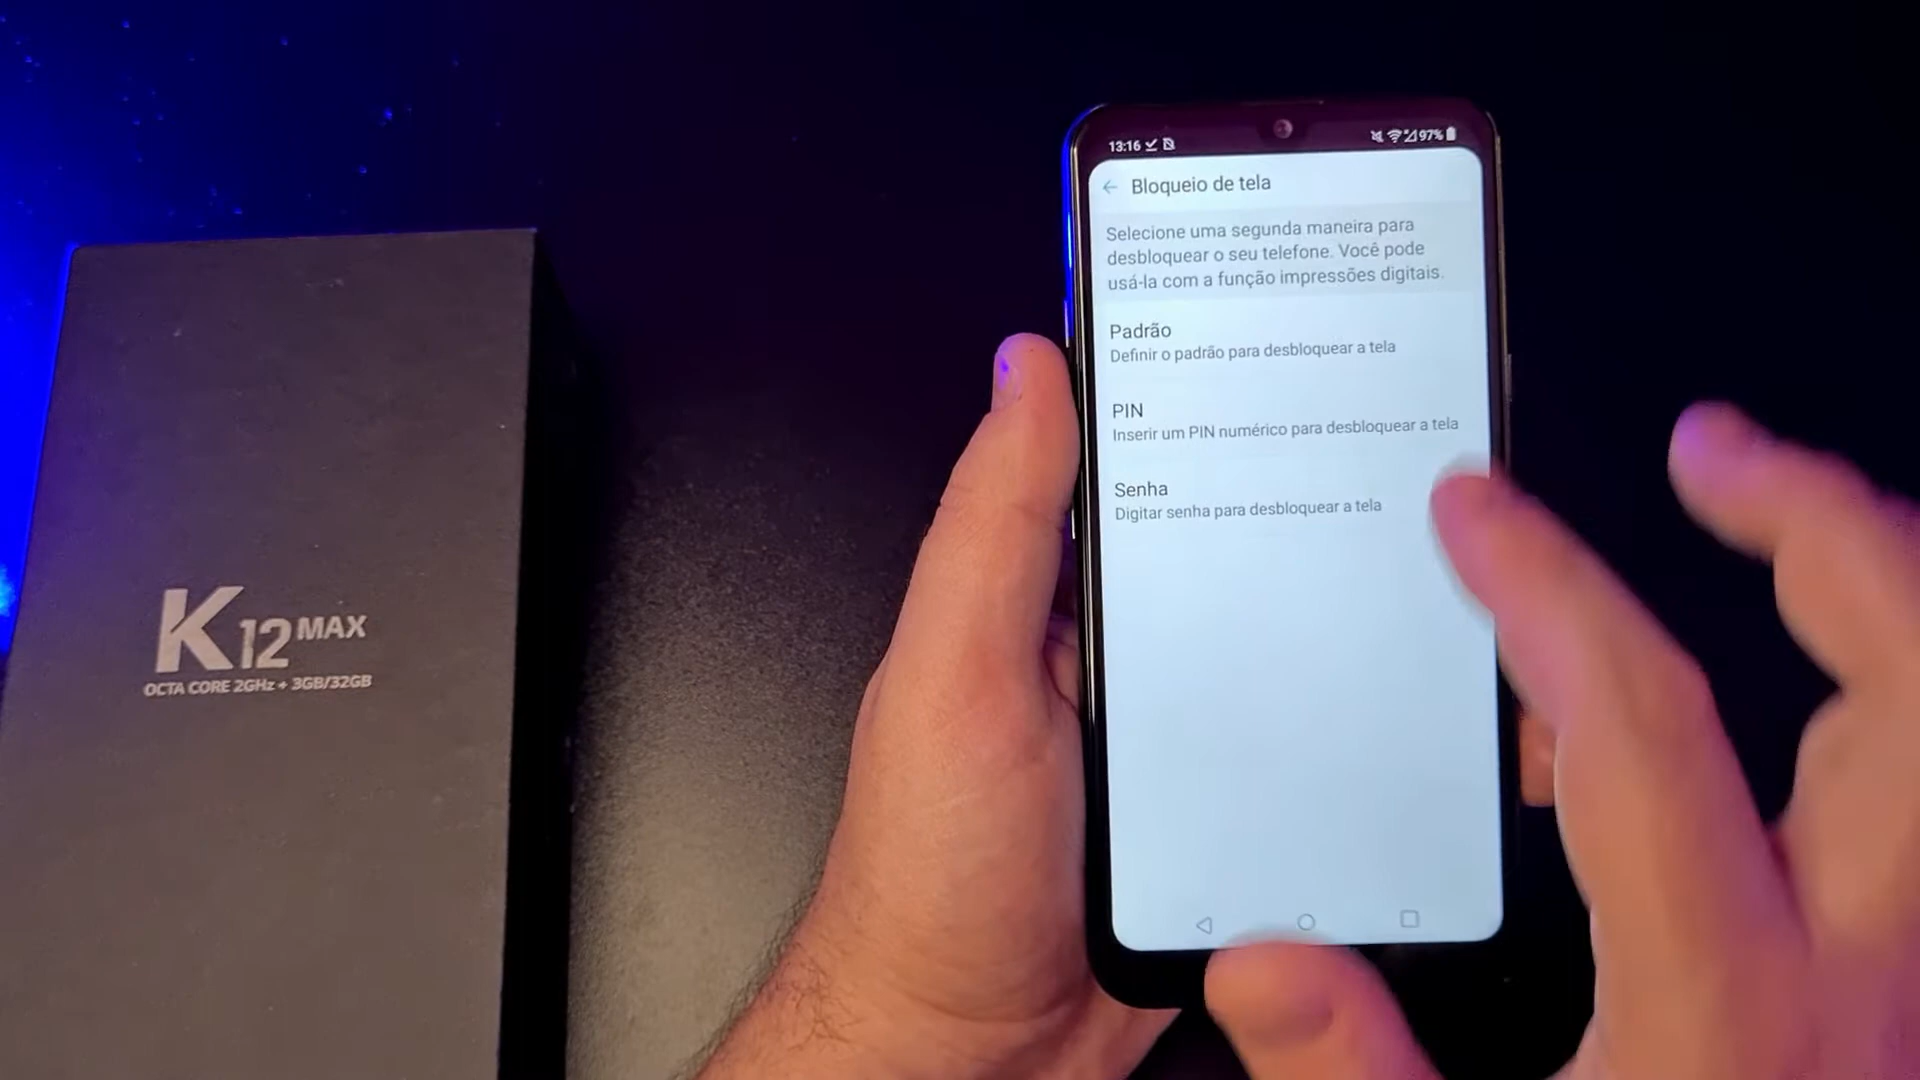 K12 MAX
OCTA CORE 2GHz + 3GB/32GB
13:16
97%
Bloqueio de tela
Selecione uma segunda maneira para
desbloquear o seu telefone. Você pode
usá-la com a função impressões digitais.
Padrão
Definir o padrão para desbloquear a tela
PIN
Inserir um PIN numérico para desbloquear a tela
Senha
Digitar senha para desbloquear a tela